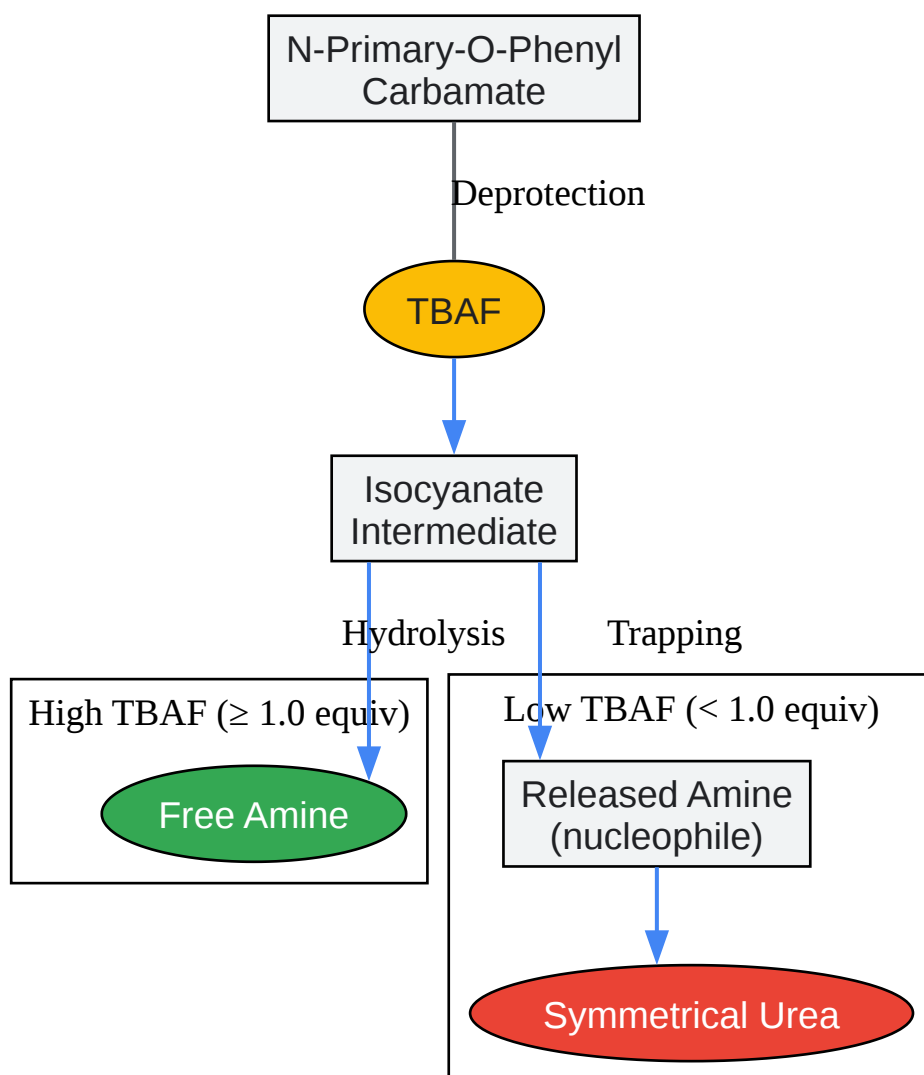 N-Primary-O-Phenyl
Carbamate
Deprotection
TBAF
Isocyanate
Intermediate
Hydrolysis
Trapping
High TBAF (≥ 1.0 equiv)
Low TBAF (< 1.0 equiv)
Free Amine
Released Amine
(nucleophile)
Symmetrical Urea